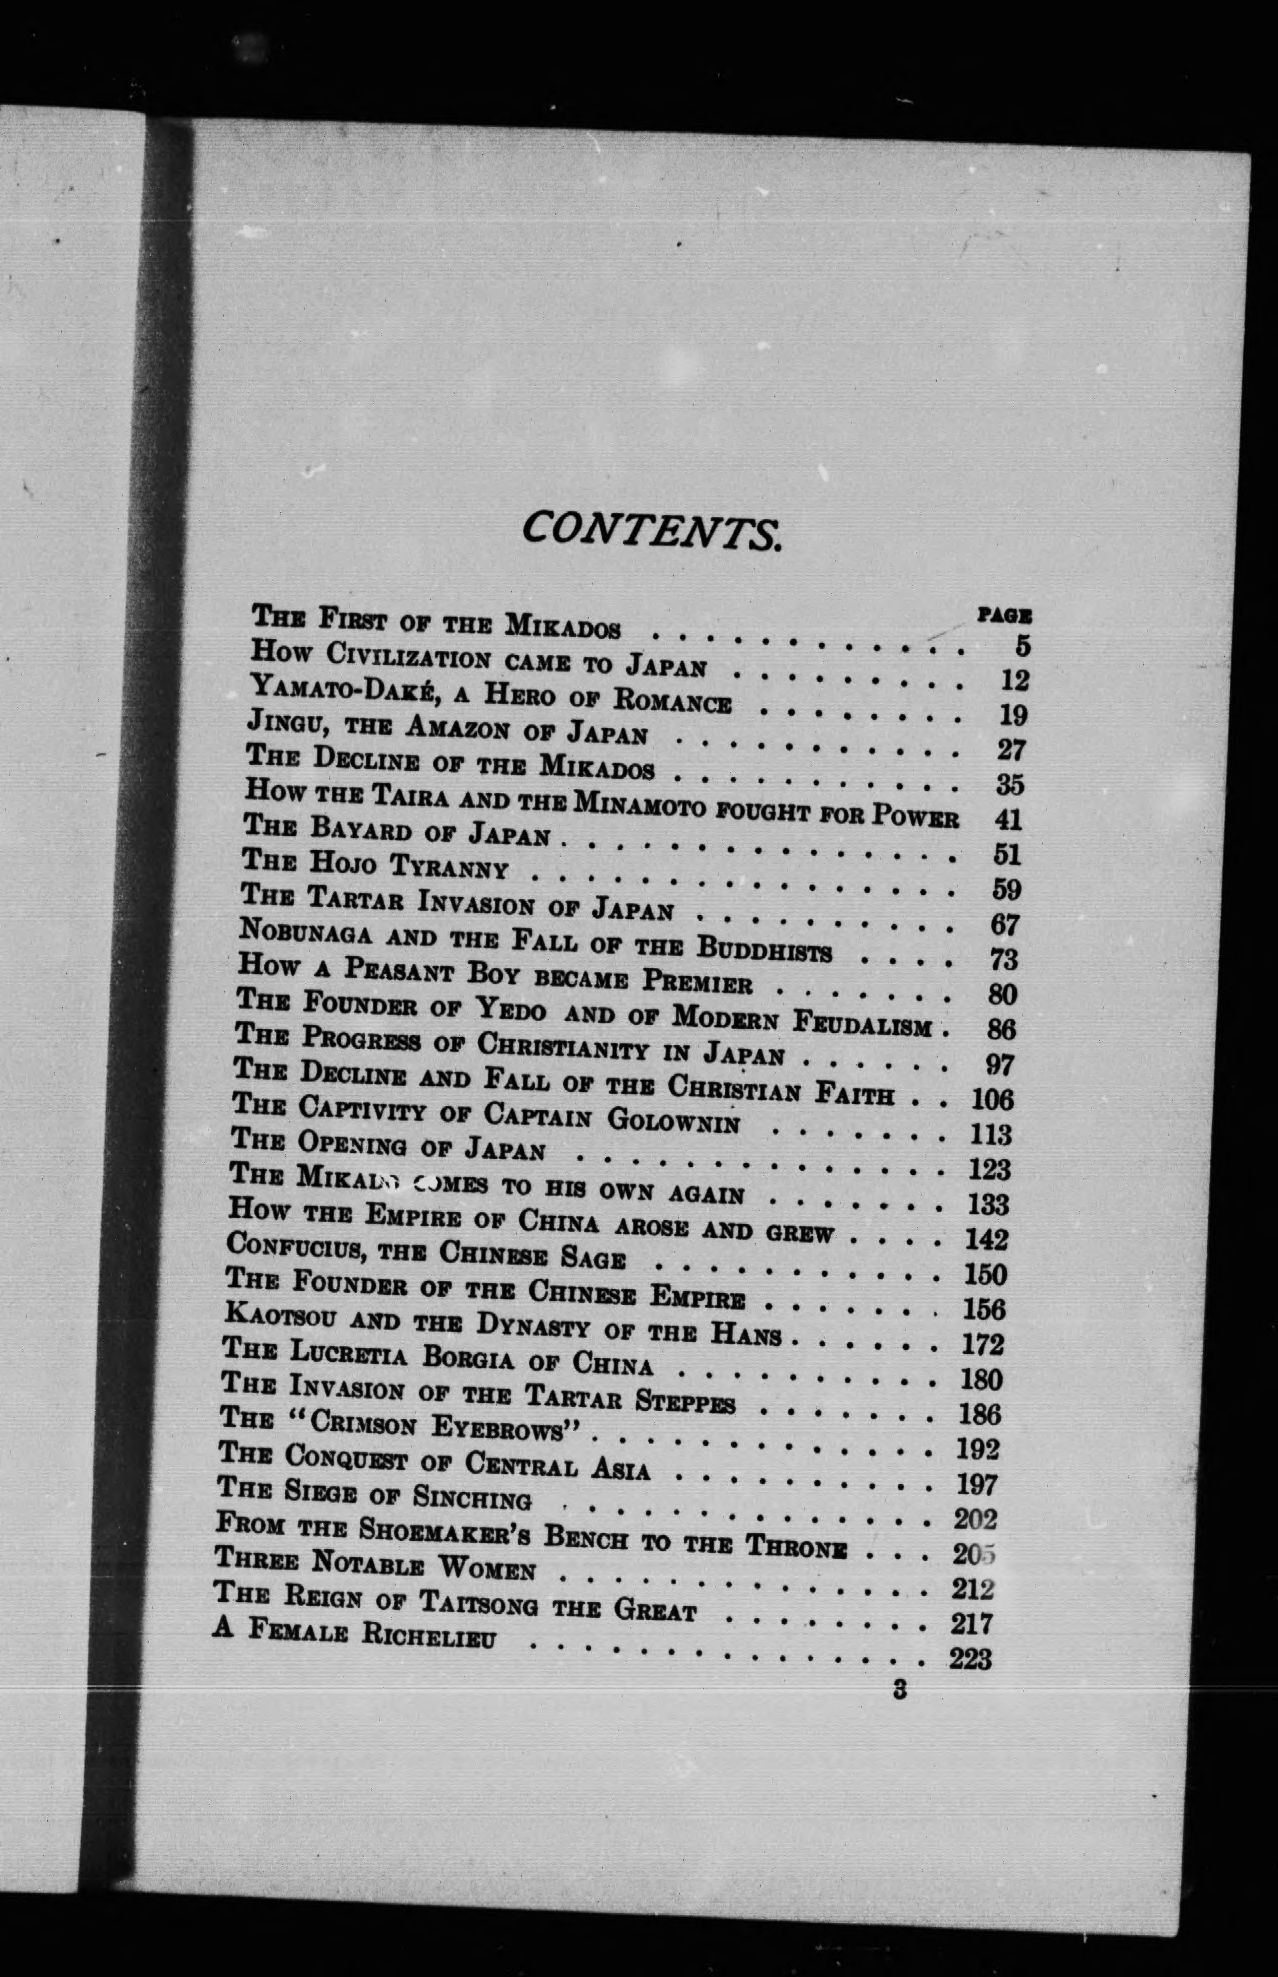 CONTENTS.
PAGE
The First of the Mikados . . . . . . . . . . . . 5
How Civilization came to Japan . . . . . . . . . 12
Yamato-Daké, a Hero of Romance . . . . . . . . 19
Jingu, the Amazon of Japan . . . . . . . . . . . 27
The Decline of the Mikados . . . . . . . . . . . 35
How the Taira and the Minamoto fought for Power 41
The Bayard of Japan . . . . . . . . . . . . . . . 51
The Hojo Tyranny . . . . . . . . . . . . . . . . 59
The Tartar Invasion of Japan . . . . . . . . . . 67
Nobunaga and the Fall of the Buddhists . . . . 73
How a Peasant Boy became Premier . . . . . . . 80
The Founder of Yedo and of Modern Feudalism . 86
The Progress of Christianity in Japan . . . . . . 97
The Decline and Fall of the Christian Faith . . 106
The Captivity of Captain Golownin . . . . . . . 113
The Opening of Japan . . . . . . . . . . . . . . 123
The Mikado comes to his own again . . . . . . . 133
How the Empire of China arose and grew . . . . 142
Confucius, the Chinese Sage . . . . . . . . . . . 150
The Founder of the Chinese Empire . . . . . . . 156
Kaotsou and the Dynasty of the Hans . . . . . . 172
The Lucretia Borgia of China . . . . . . . . . . 180
The Invasion of the Tartar Steppes . . . . . . . 186
The "Crimson Eyebrows" . . . . . . . . . . . . . 192
The Conquest of Central Asia . . . . . . . . . . 197
The Siege of Sinching . . . . . . . . . . . . . . 202
From the Shoemaker's Bench to the Throne . . . 205
Three Notable Women . . . . . . . . . . . . . . 212
The Reign of Taitsong the Great . . . . . . . . 217
A Female Richelieu . . . . . . . . . . . . . . . 223
3